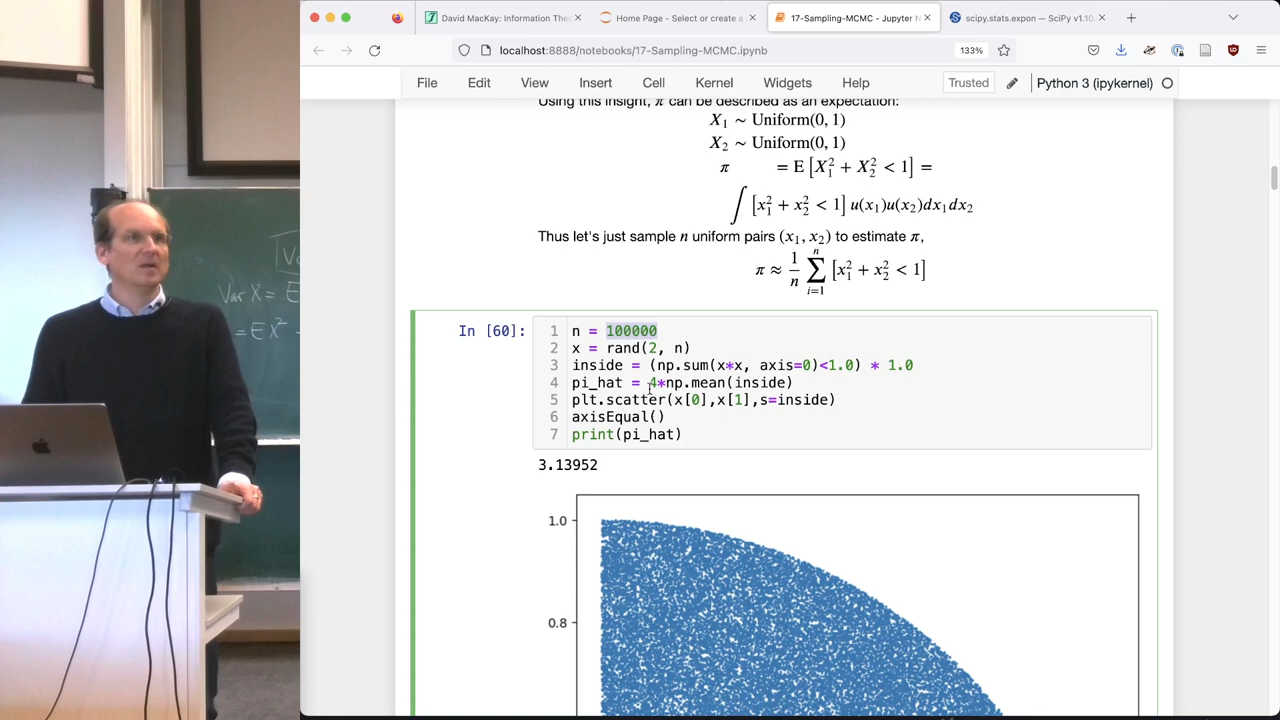 David MacKay: Information Theo
Home Page - Select or create a
17-Sampling-MCMC - Jupyter N
scipy.stats.expon — SciPy v1.10
localhost:8888/notebooks/17-Sampling-MCMC.ipynb
133%
File Edit View Insert Cell Kernel Widgets Help
Trusted
Python 3 (ipykernel)
Using this insight, π can be described as an expectation:
X₁ ~ Uniform(0, 1)
X₂ ~ Uniform(0, 1)
π = E [X₁² + X₂² < 1] =
∫ [x₁² + x₂² < 1] u(x₁)u(x₂)dx₁dx₂
Thus let's just sample n uniform pairs (x₁, x₂) to estimate π,
π ≈ 1/n ∑ᵢ₌₁ⁿ [x₁² + x₂² < 1]
In [60]:
1 n = 100000
2 x = rand(2, n)
3 inside = (np.sum(x*x, axis=0)<1.0) * 1.0
4 pi_hat = 4*np.mean(inside)
5 plt.scatter(x[0],x[1],s=inside)
6 axisEqual()
7 print(pi_hat)
3.13952
1.0
0.8
Var X = E
= EX² -